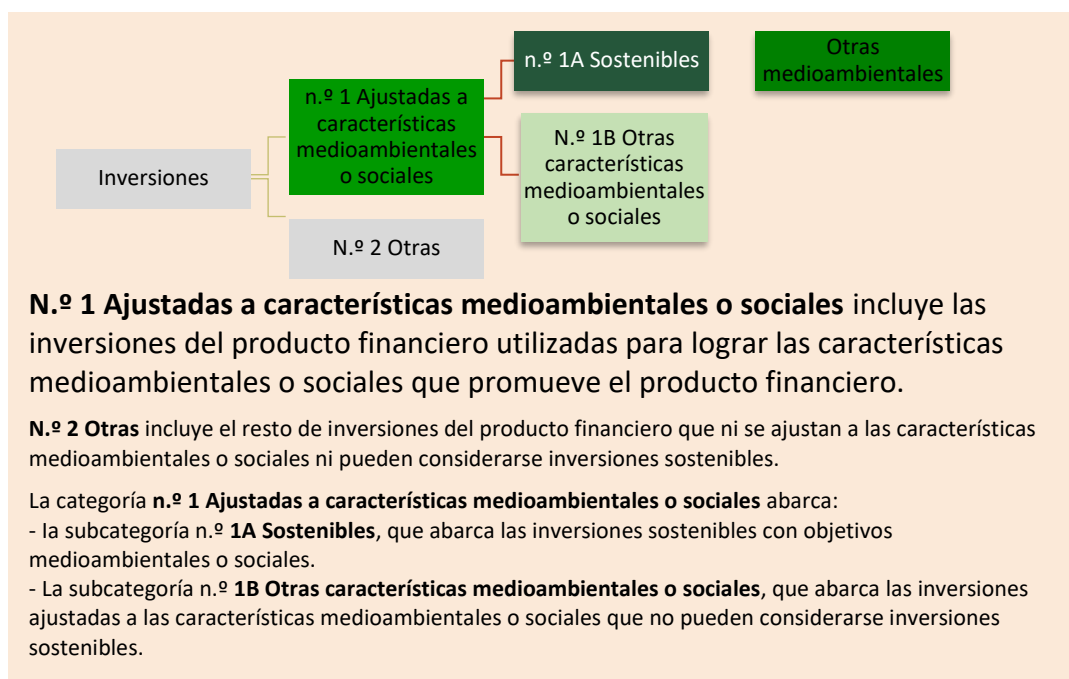 n.º 1A Sostenibles
Otras
medioambientales
n.º 1 Ajustadas a
características
medioambientales
o sociales
N.º 1B Otras
características
medioambientales
o sociales
Inversiones
N.º 2 Otras
N.º 1 Ajustadas a características medioambientales o sociales incluye las
inversiones del producto financiero utilizadas para lograr las características
medioambientales o sociales que promueve el producto financiero.
N.º 2 Otras incluye el resto de inversiones del producto financiero que ni se ajustan a las características
medioambientales o sociales ni pueden considerarse inversiones sostenibles.
La categoría n.º 1 Ajustadas a características medioambientales o sociales abarca:
- la subcategoría n.º 1A Sostenibles, que abarca las inversiones sostenibles con objetivos
medioambientales o sociales.
- La subcategoría n.º 1B Otras características medioambientales o sociales, que abarca las inversiones
ajustadas a las características medioambientales o sociales que no pueden considerarse inversiones
sostenibles.